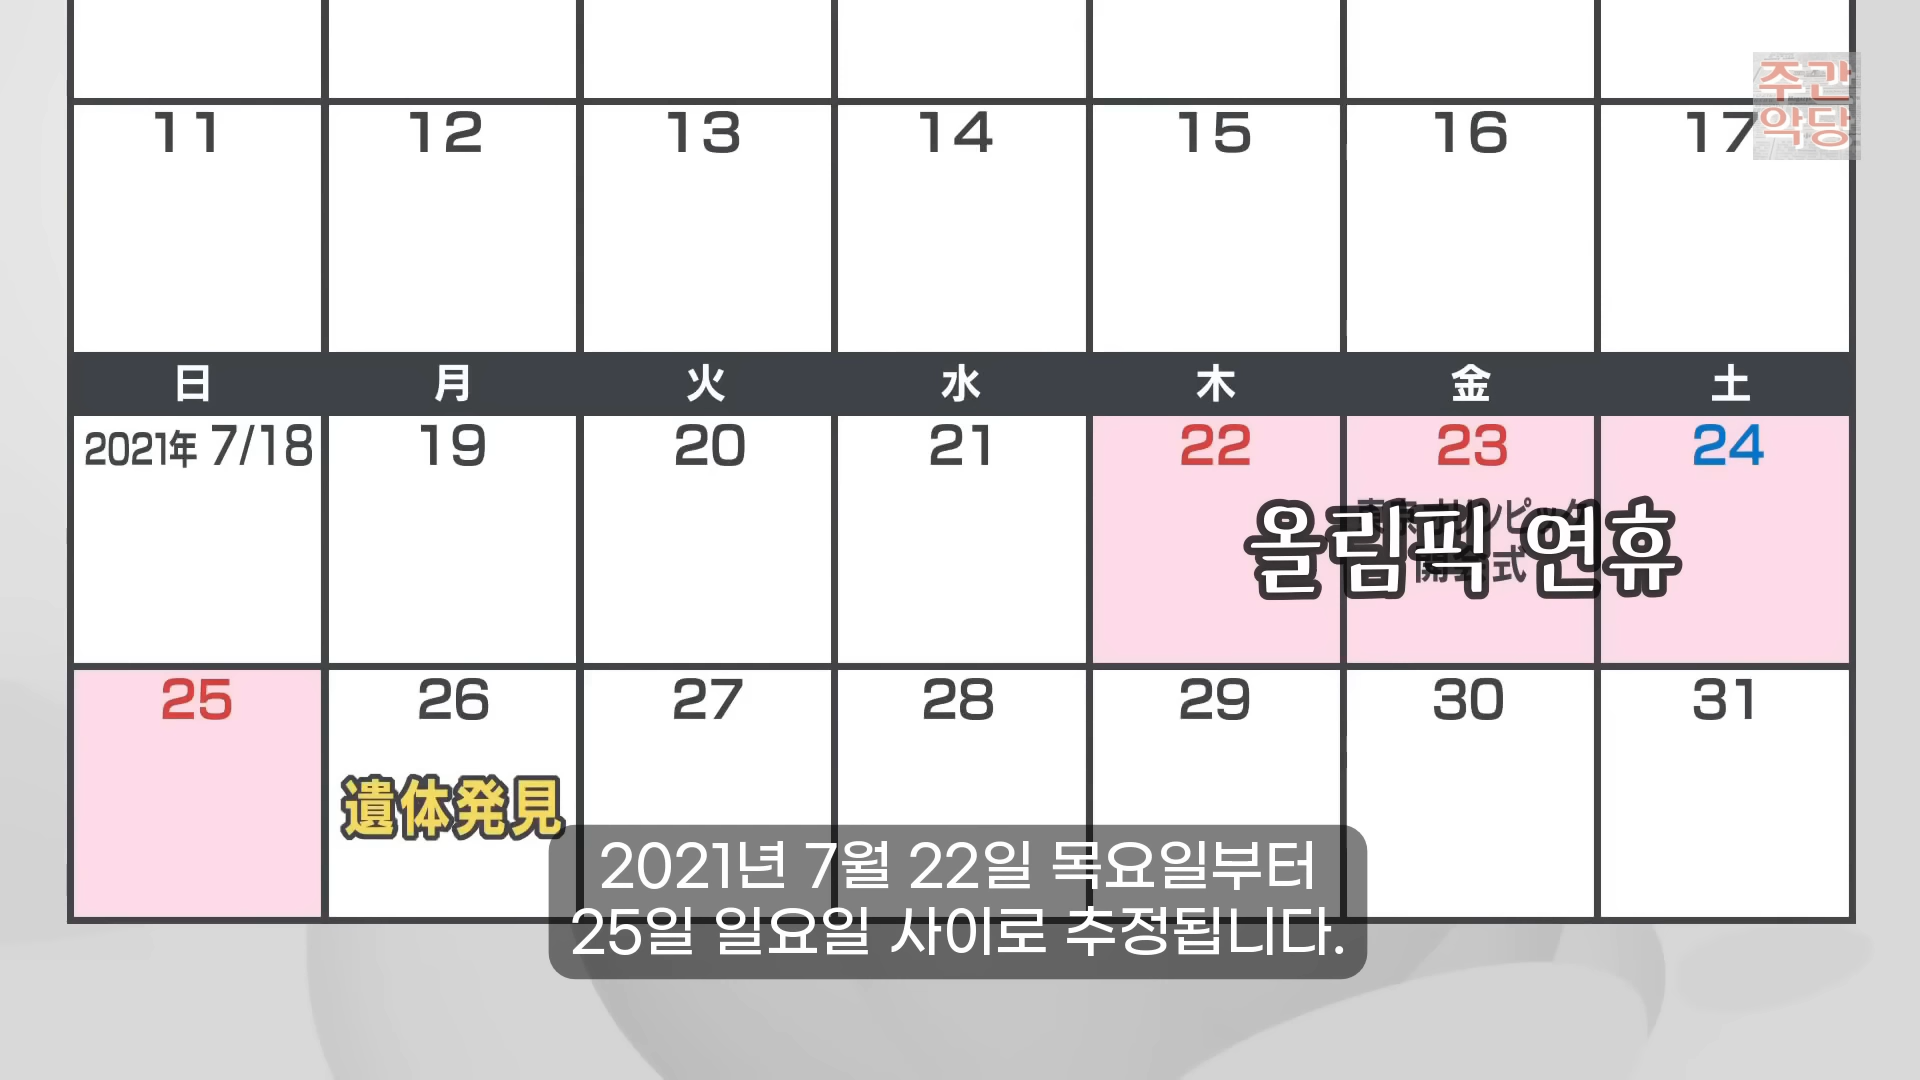 주간
악당
11 12 13 14 15 16 17
日 月 火 水 木 金 土
2021年 7/18 19 20 21 22 23 24
올림픽 연휴
25 26 27 28 29 30 31
遺体発見
2021년 7월 22일 목요일부터
25일 일요일 사이로 추정됩니다.